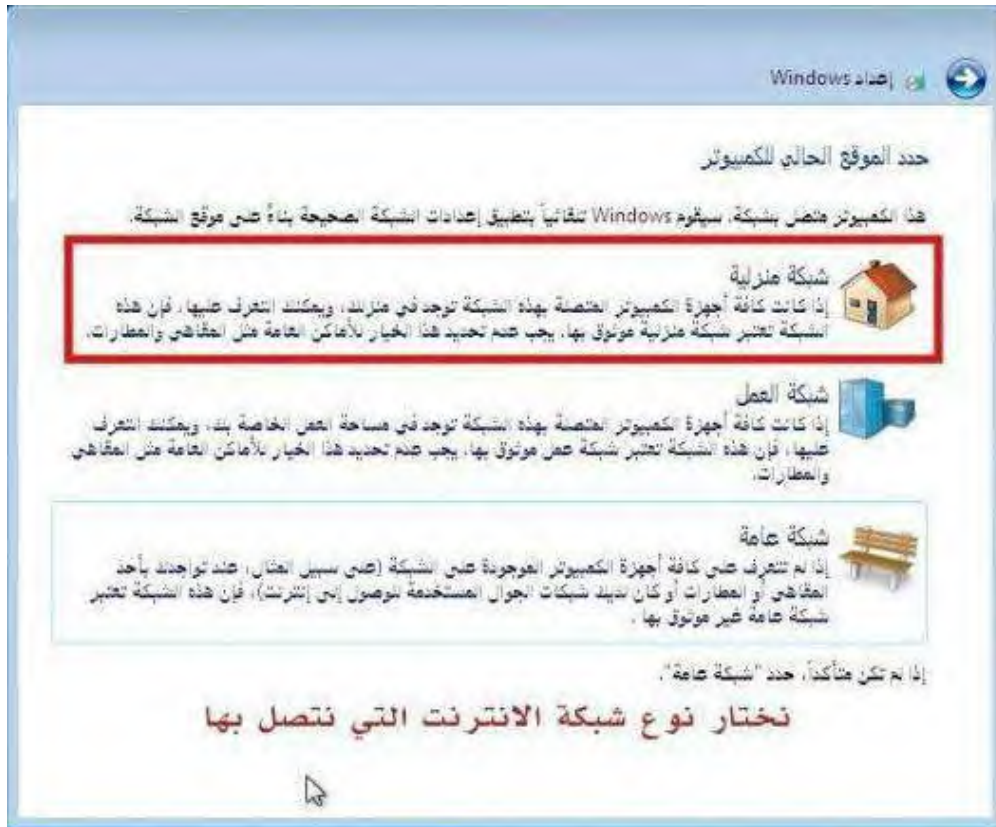 إعداد Windows
حدد الموقع الحالي للكمبيوتر
هذا الكمبيوتر متصل بشبكة. سيقوم Windows تلقائياً بتطبيق إعدادات الشبكة الصحيحة بناءً على موقع الشبكة.
شبكة منزلية
إذا كانت كافة أجهزة الكمبيوتر المتصلة بهذه الشبكة توجد في منزلك، ويمكنك التعرف عليها، فإن هذه
الشبكة تعتبر شبكة منزلية موثوق بها. يجب عدم تحديد هذا الخيار للأماكن العامة مثل المقاهي والمطارات.
شبكة العمل
إذا كانت كافة أجهزة الكمبيوتر المتصلة بهذه الشبكة توجد في مساحة العمل الخاصة بك، ويمكنك التعرف
عليها، فإن هذه الشبكة تعتبر شبكة عمل موثوق بها. يجب عدم تحديد هذا الخيار للأماكن العامة مثل المقاهي
والمطارات.
شبكة عامة
إذا لم تتعرف على كافة أجهزة الكمبيوتر الموجودة على الشبكة (على سبيل المثال، عند تواجدك بأحد
المقاهي أو المطارات أو كان لديك شبكات الجوال المستخدمة للوصول إلى إنترنت)، فإن هذه الشبكة تعتبر
شبكة عامة غير موثوق بها .
إذا لم تكن متأكداً، حدد "شبكة عامة".
نختار نوع شبكة الانترنت التي نتصل بها